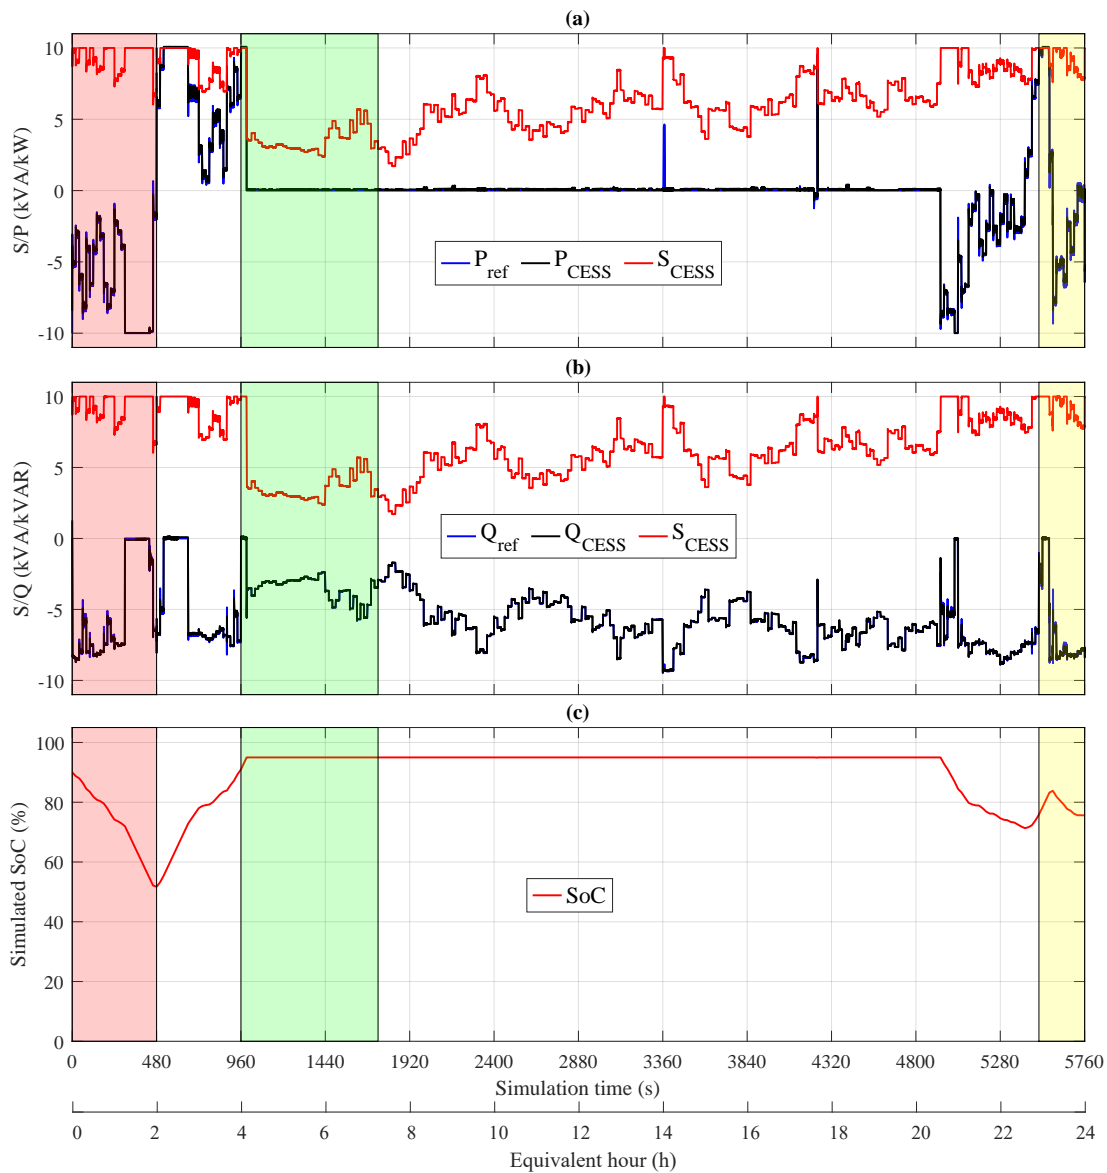 (a)
10
5
0
-5
-10
S/P (kVA/kW)
P_ref P_CESS S_CESS
(b)
10
5
0
-5
-10
S/Q (kVA/kVAR)
Q_ref Q_CESS S_CESS
(c)
100
80
60
40
20
0
Simulated SoC (%)
SoC
0 480 960 1440 1920 2400 2880 3360 3840 4320 4800 5280 5760
Simulation time (s)
0 2 4 6 8 10 12 14 16 18 20 22 24
Equivalent hour (h)